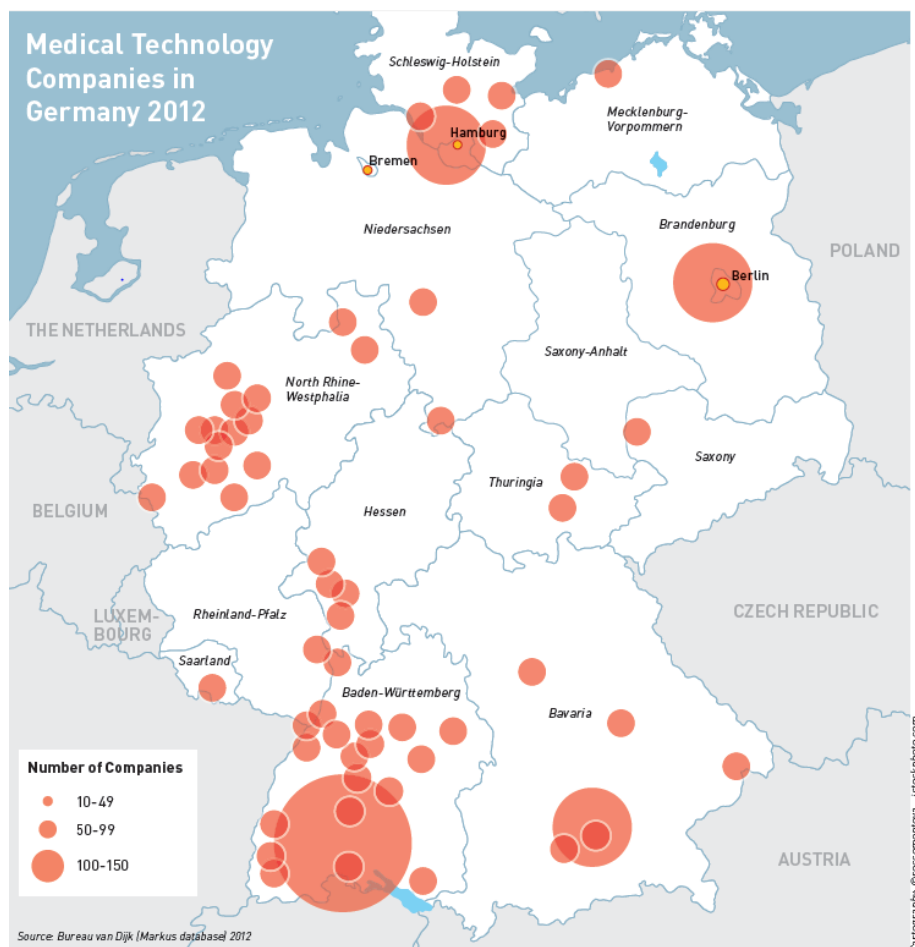 Medical Technology
Companies in
Germany 2012
Schleswig-Holstein
Mecklenburg-
Vorpommern
Hamburg
Bremen
Niedersachsen
Brandenburg
POLAND
Berlin
THE NETHERLANDS
Saxony-Anhalt
North Rhine-
Westphalia
Saxony
Thuringia
BELGIUM
Hessen
CZECH REPUBLIC
LUXEM-
BOURG
Rheinland-Pfalz
Saarland
Baden-Württemberg
Bavaria
Number of Companies
10-49
50-99
100-150
AUSTRIA
Source: Bureau van Dijk (Markus database) 2012